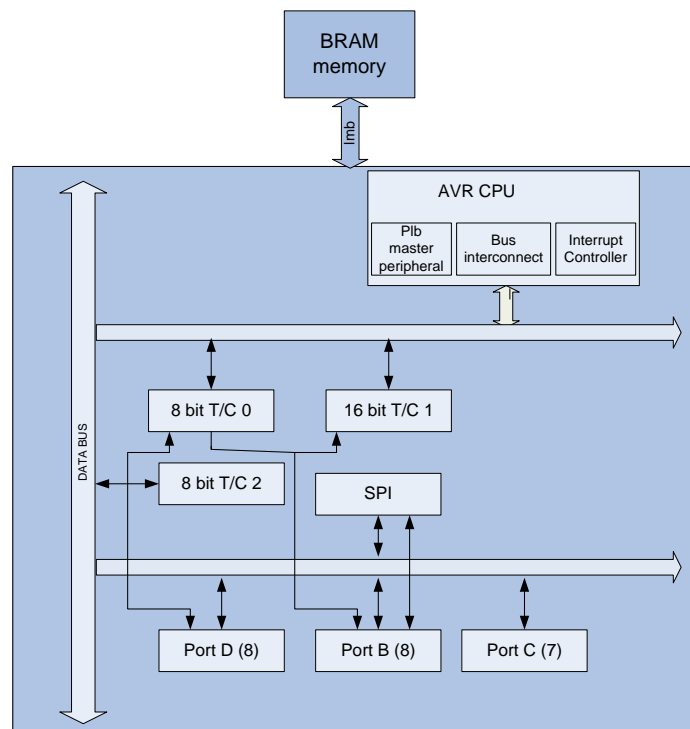 BRAM
memory
lmb
AVR CPU
Plb
master
peripheral
Bus
interconnect
Interrupt
Controller
8 bit T/C 0
16 bit T/C 1
8 bit T/C 2
SPI
DATA BUS
Port D (8)
Port B (8)
Port C (7)